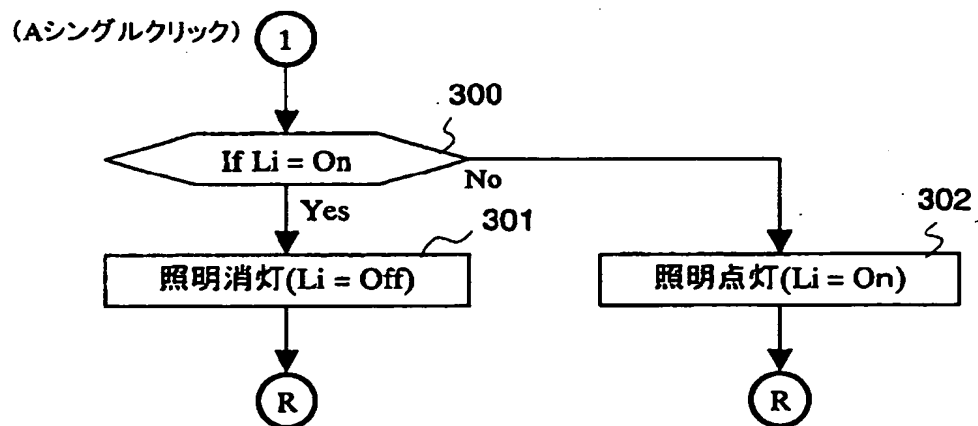 (Aシングルクリック)
1
300
If Li = On
No
Yes
301
302
照明消灯(Li = Off)
照明点灯(Li = On)
R
R